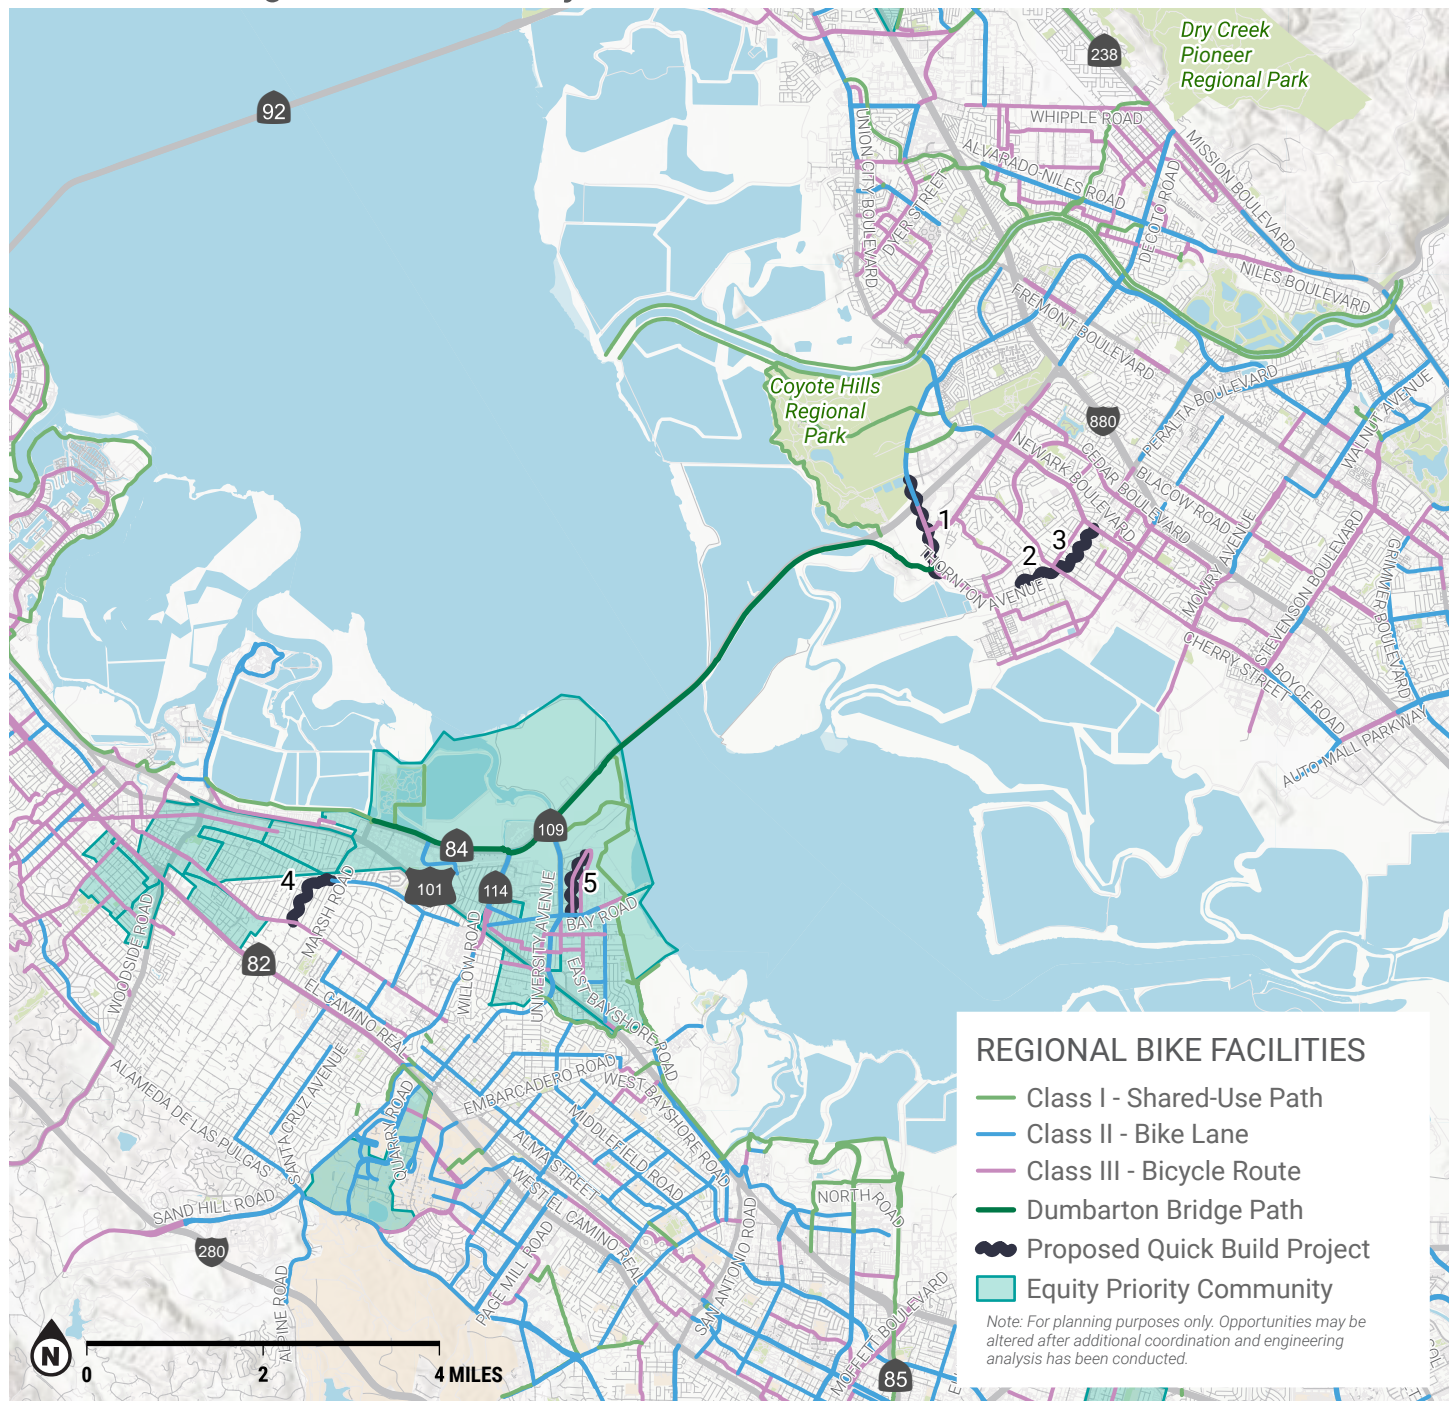 Dry Creek
Pioneer
Regional Park
238
92
WHIPPLE ROAD
UNION CITY BOULEVARD
ALVARADO-NILES ROAD
MISSION BOULEVARD
DYER STREET
DECOTO ROAD
NILES BOULEVARD
FREMONT BOULEVARD
Coyote Hills
Regional
Park
880
PERALTA BOULEVARD
WALNUT AVENUE
NEWARK BOULEVARD
CEDAR BOULEVARD
BLACOW ROAD
1
2
3
THORNTON AVENUE
MOWRY AVENUE
STEVENSON BOULEVARD
GRIMMER BOULEVARD
CHERRY STREET
BOYCE ROAD
AUTO MALL PARKWAY
84
109
101
114
4
5
MARSH ROAD
WOODSIDE ROAD
82
WILLOW ROAD
UNIVERSITY AVENUE
BAY ROAD
EAST BAYSHORE ROAD
EL CAMINO REAL
ALAMEDA DE LAS PULGAS
SANTA CRUZ AVENUE
QUARRY ROAD
EMBARCADERO ROAD
WEST BAYSHORE ROAD
MIDDLEFIELD ROAD
ALMA STREET
WEST EL CAMINO REAL
SAND HILL ROAD
280
ALPINE ROAD
PAGE MILL ROAD
SAN ANTONIO ROAD
NORTH ROAD
MOFFETT BOULEVARD
85
REGIONAL BIKE FACILITIES
Class I - Shared-Use Path
Class II - Bike Lane
Class III - Bicycle Route
Dumbarton Bridge Path
Proposed Quick Build Project
Equity Priority Community
Note: For planning purposes only. Opportunities may be
altered after additional coordination and engineering
analysis has been conducted.
N
0 2 4 MILES